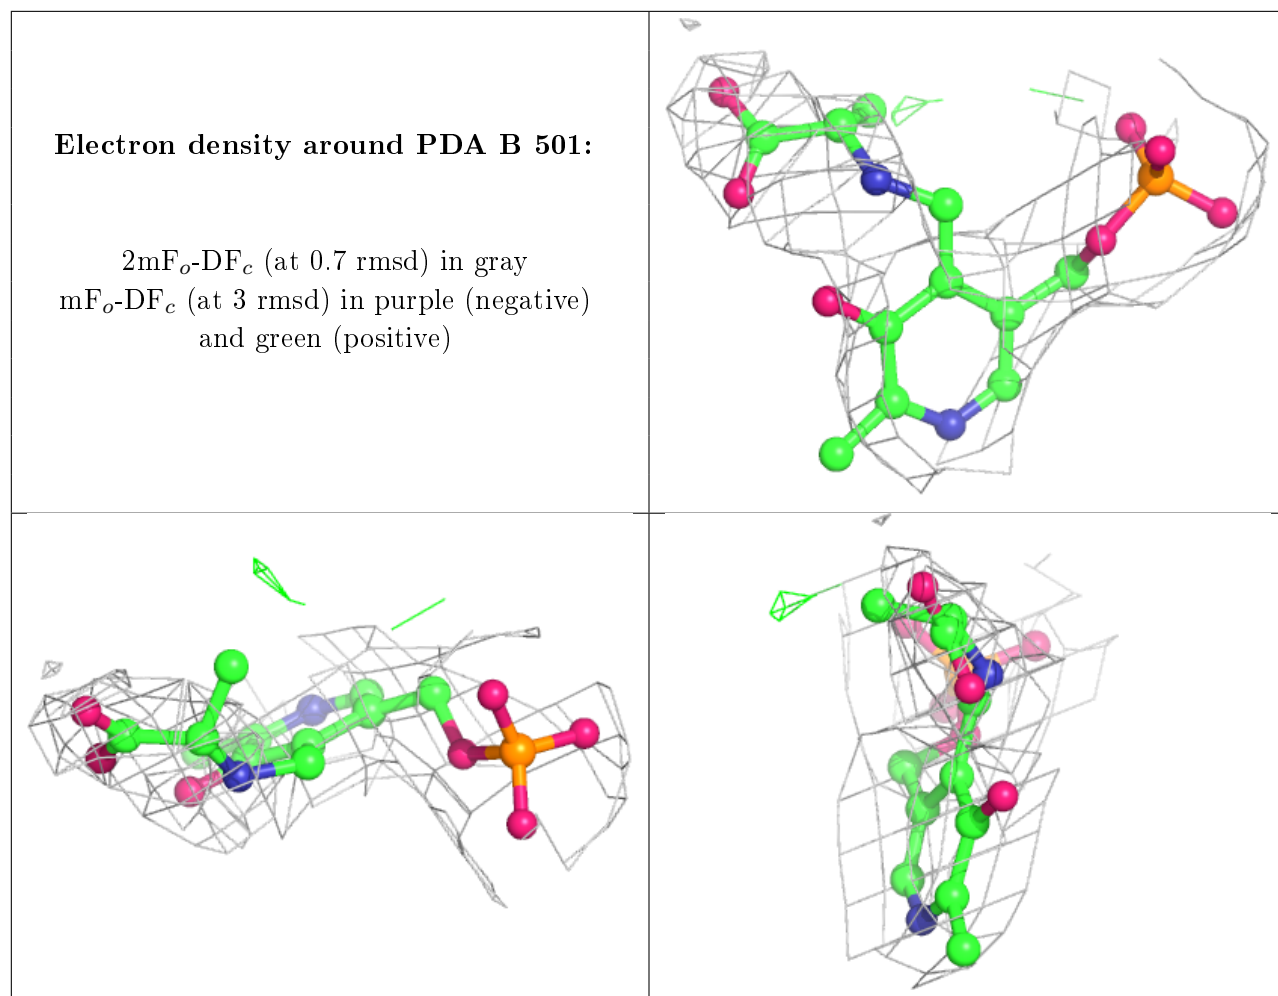 Electron density around PDA B 501:
2mFₒ-DF𝒸 (at 0.7 rmsd) in gray
mFₒ-DF𝒸 (at 3 rmsd) in purple (negative)
and green (positive)